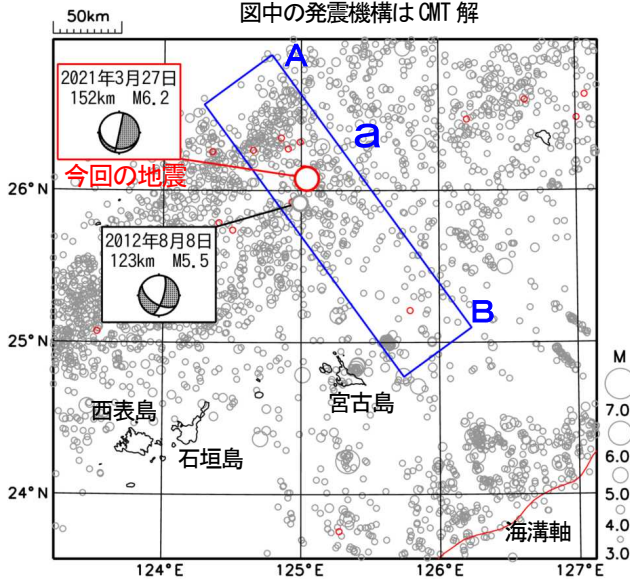 50km
図中の発震機構は CMT 解
A
2021年3月27日
152km M6.2
a
今回の地震
26°N
2012年8月8日
123km M5.5
B
25°N
M
宮古島
7.0
西表島
石垣島
6.0
5.0
24°N
海溝軸
4.0
3.0
124°E
125°E
126°E
127°E